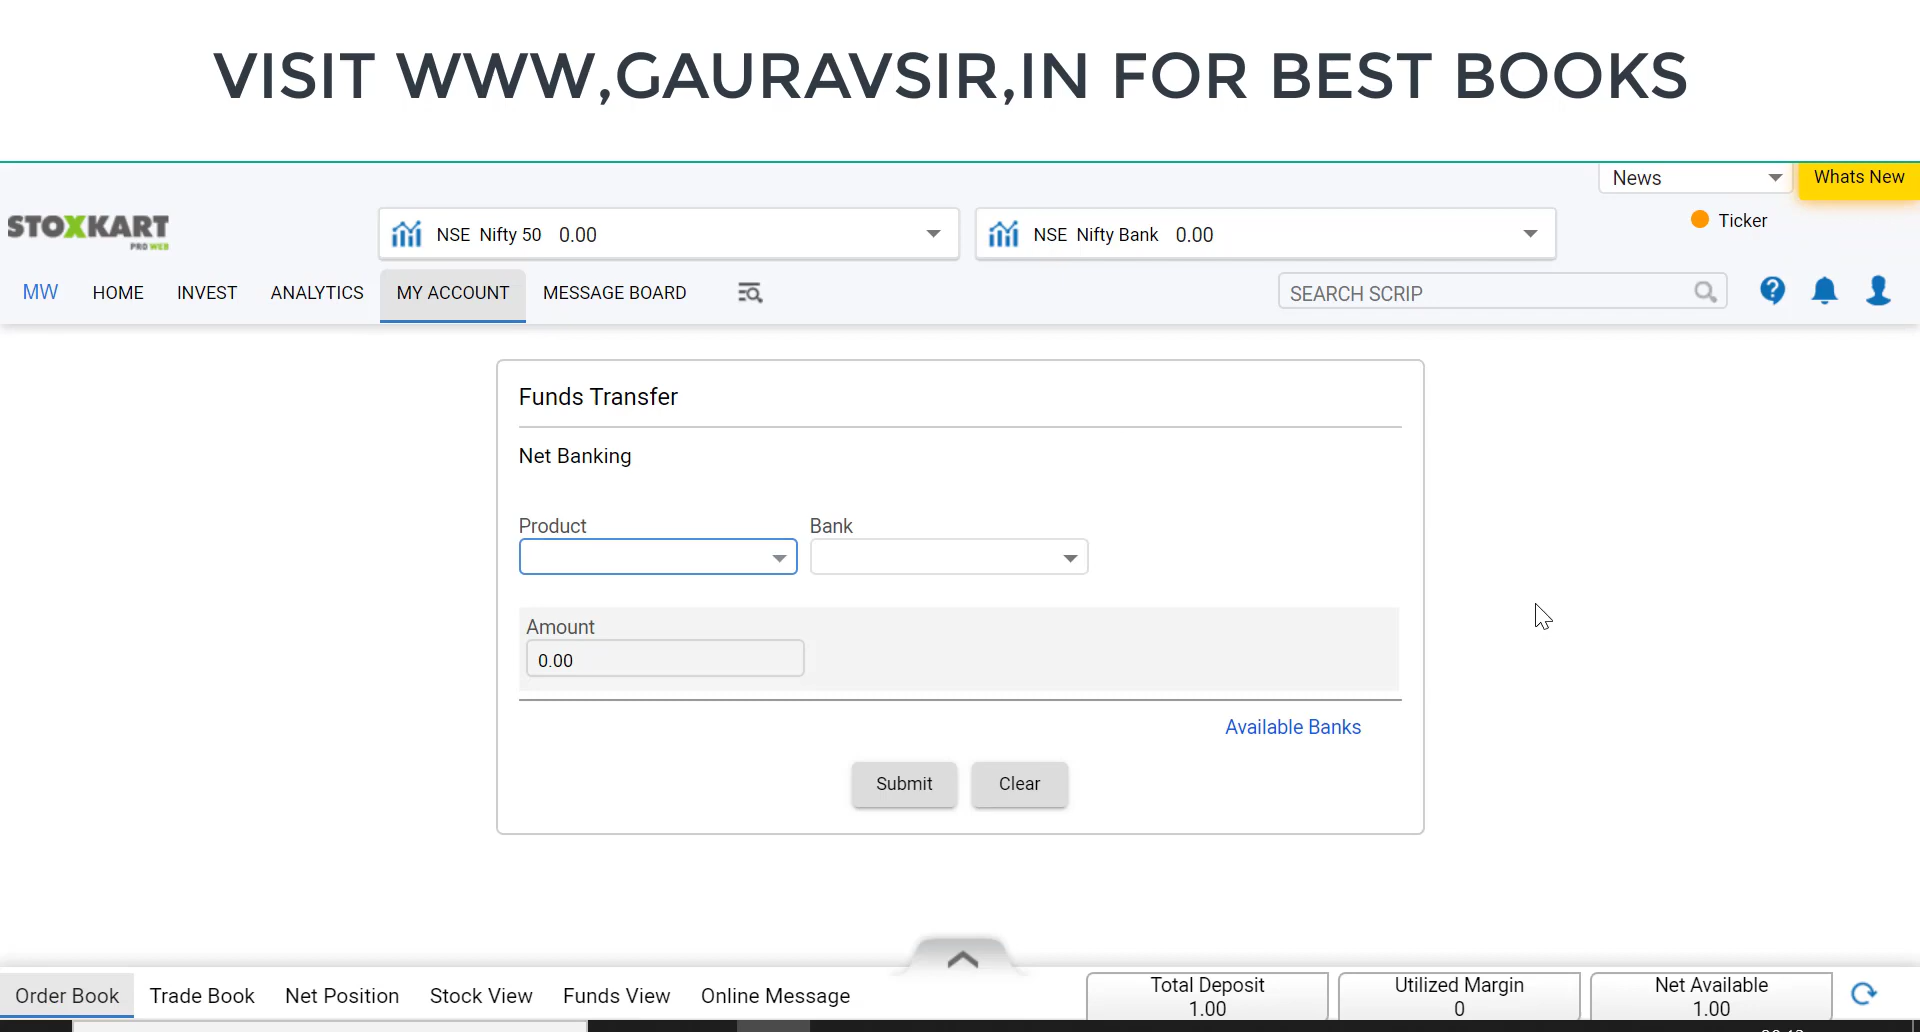 VISIT WWW,GAURAVSIR,IN FOR BEST BOOKS
News
Whats New
STOXKART
PRO WEB
NSE Nifty 50 0.00
NSE Nifty Bank 0.00
Ticker
MW HOME INVEST ANALYTICS MY ACCOUNT MESSAGE BOARD
SEARCH SCRIP
Funds Transfer
Net Banking
Product Bank
Amount
0.00
Available Banks
Submit Clear
Order Book Trade Book Net Position Stock View Funds View Online Message
Total Deposit
1.00
Utilized Margin
0
Net Available
1.00